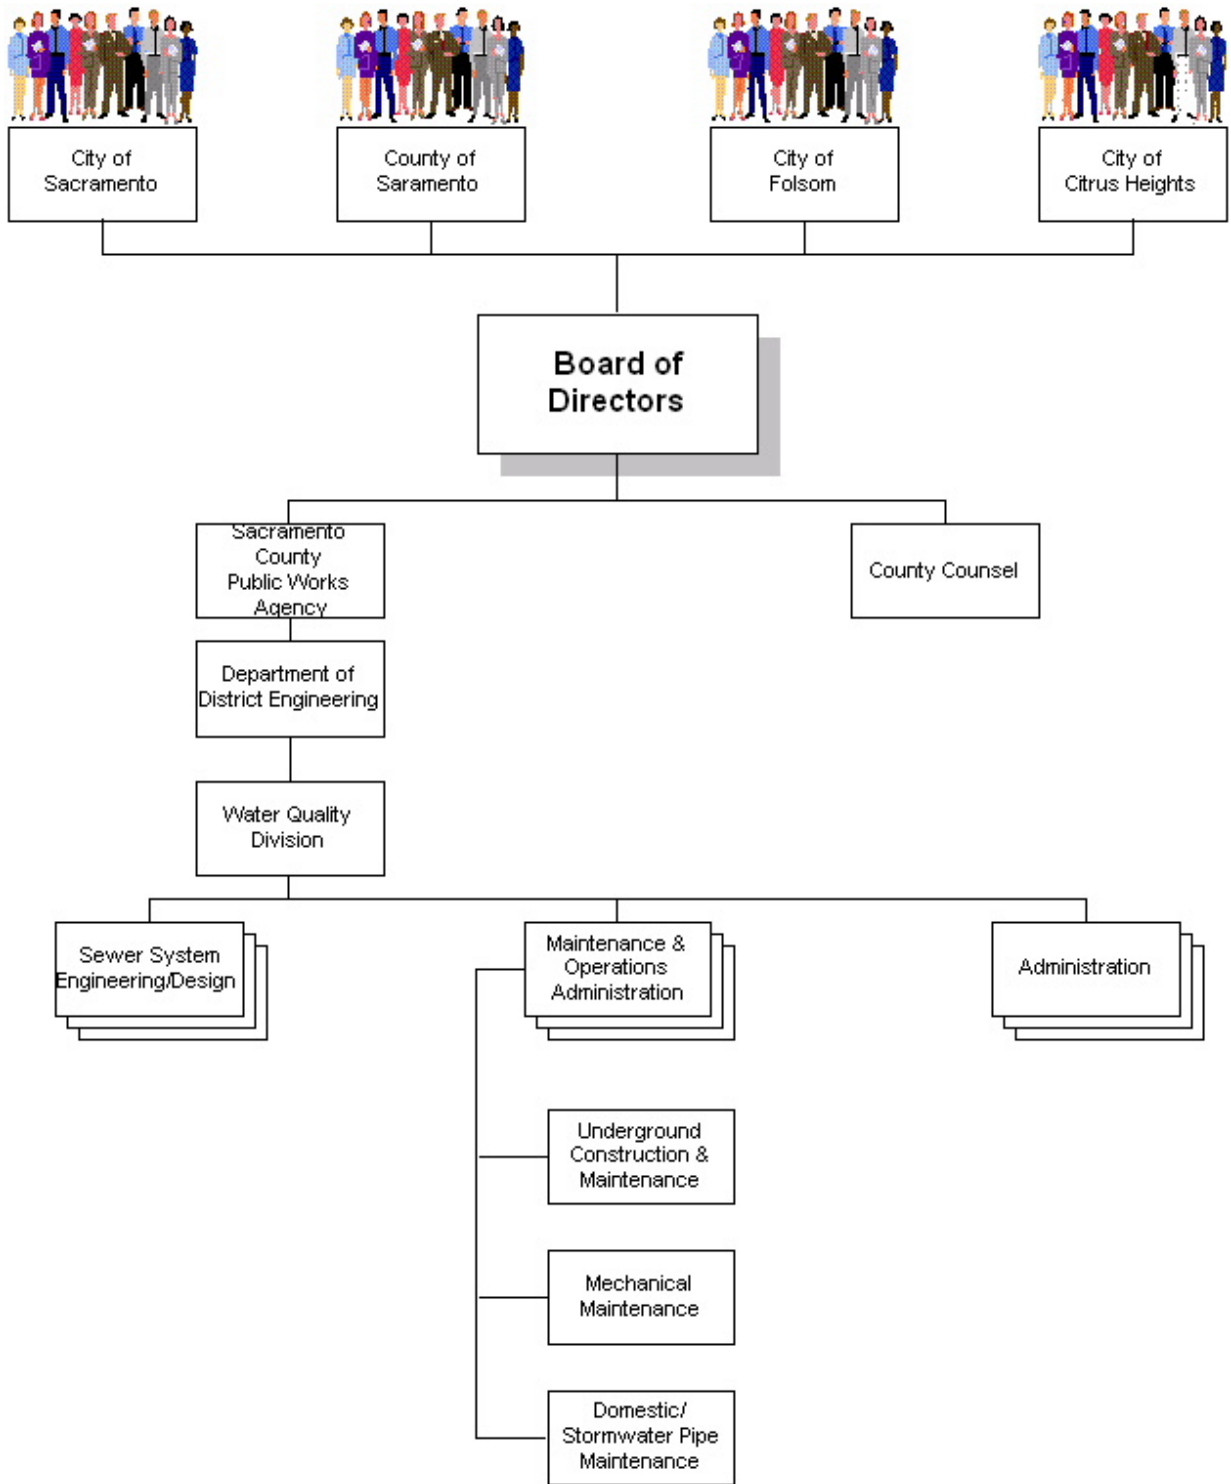 City of
Sacramento
County of
Saramento
City of
Folsom
City of
Citrus Heights
Board of
Directors
Sacramento
County
Public Works
Agency
County Counsel
Department of
District Engineering
Water Quality
Division
Sewer System
Engineering/Design
Maintenance &
Operations
Administration
Administration
Underground
Construction &
Maintenance
Mechanical
Maintenance
Domestic/
Stormwater Pipe
Maintenance